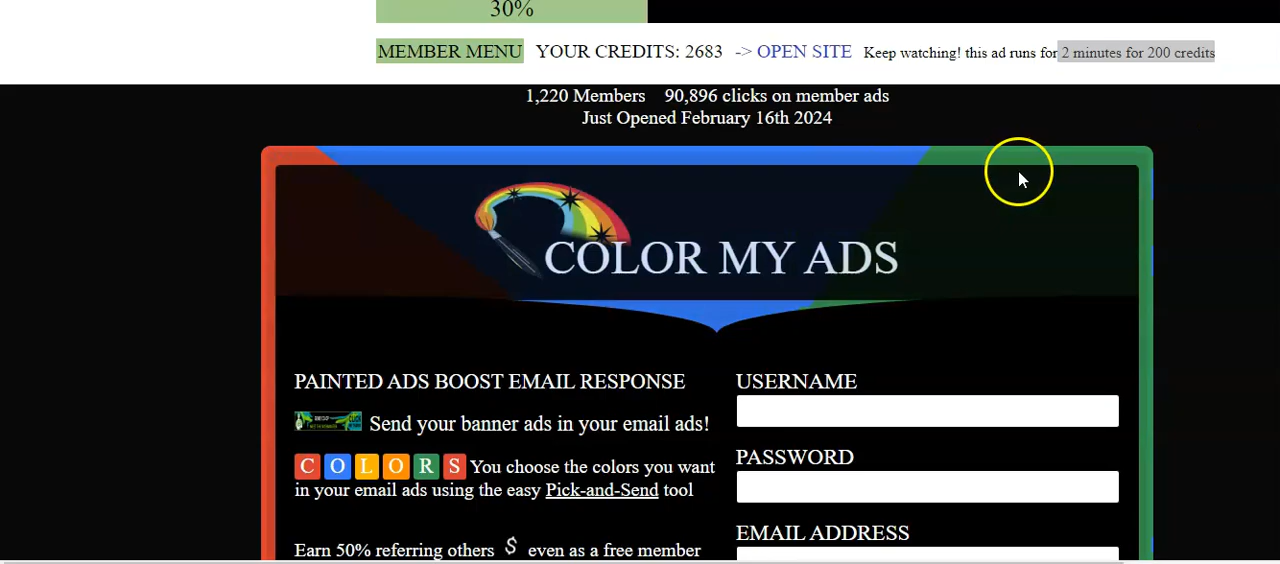 30%
MEMBER MENU YOUR CREDITS: 2683 -> OPEN SITE Keep watching! this ad runs for 2 minutes for 200 credits
1,220 Members 90,896 clicks on member ads
Just Opened February 16th 2024
COLOR MY ADS
PAINTED ADS BOOST EMAIL RESPONSE
Send your banner ads in your email ads!
C O L O R S You choose the colors you want
in your email ads using the easy Pick-and-Send tool
Earn 50% referring others $ even as a free member
USERNAME
PASSWORD
EMAIL ADDRESS